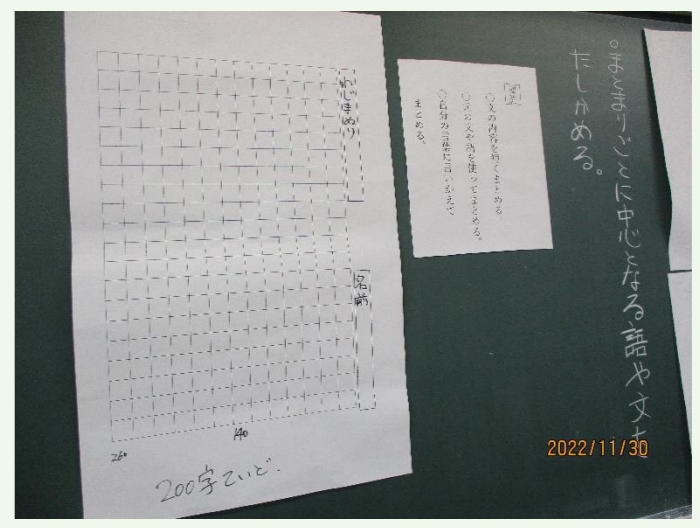 ○まとまりごとに中心となる語や文を
たしかめる。
[要約]
○文の内容を短くまとめる。
○元の文や語を使ってまとめる。
○自分の言葉に言いかえて
まとめる。
わじまぬり
名前
140
260
200字ていど.
2022/11/30